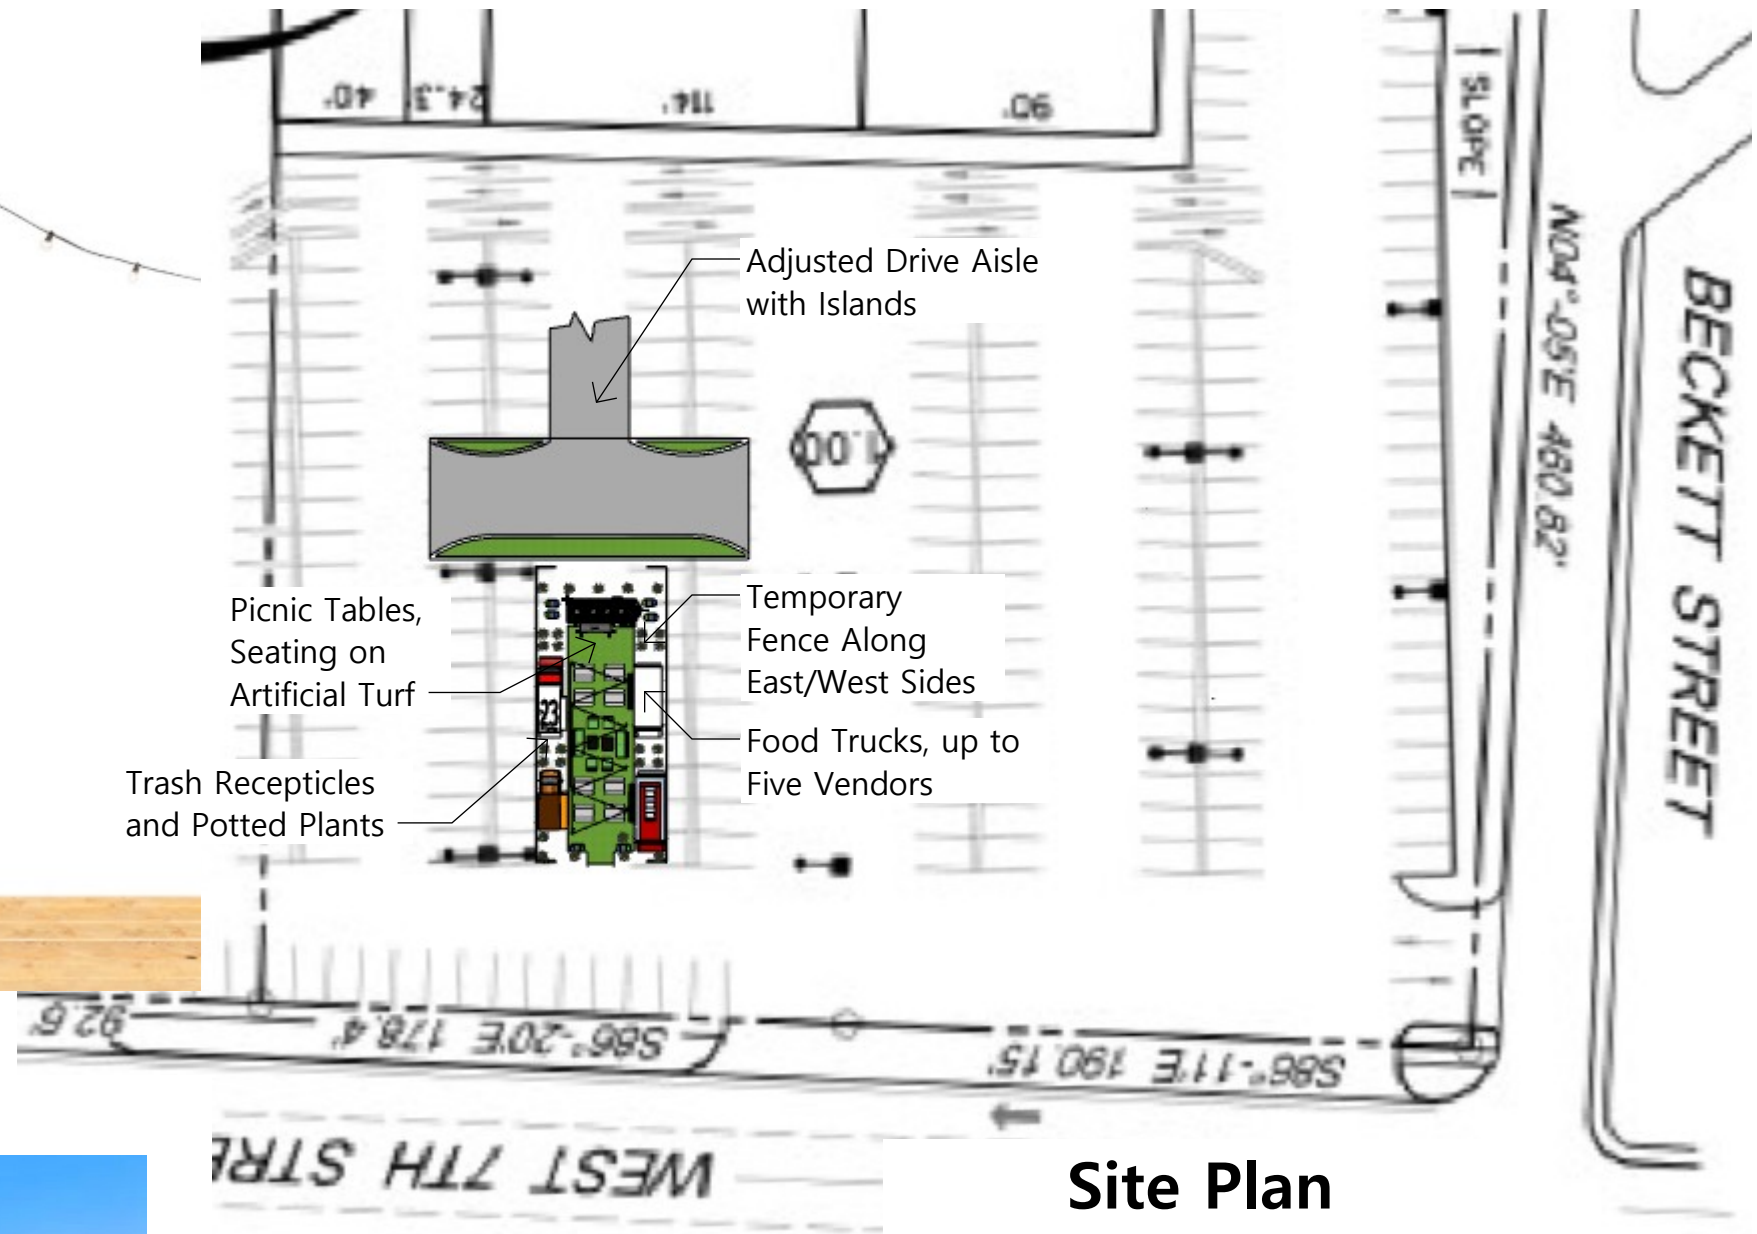 40'
24.3'
114'
90'
SLOPE
Adjusted Drive Aisle
with Islands
N04°-05'E 480.82'
BECKETT STREET
1.00
Picnic Tables,
Seating on
Artificial Turf
Temporary
Fence Along
East/West Sides
23
Food Trucks, up to
Five Vendors
Trash Recepticles
and Potted Plants
92.6'
S86°-20'E 178.4'
S86°-11'E 190.15'
WEST 7TH STRE
Site Plan